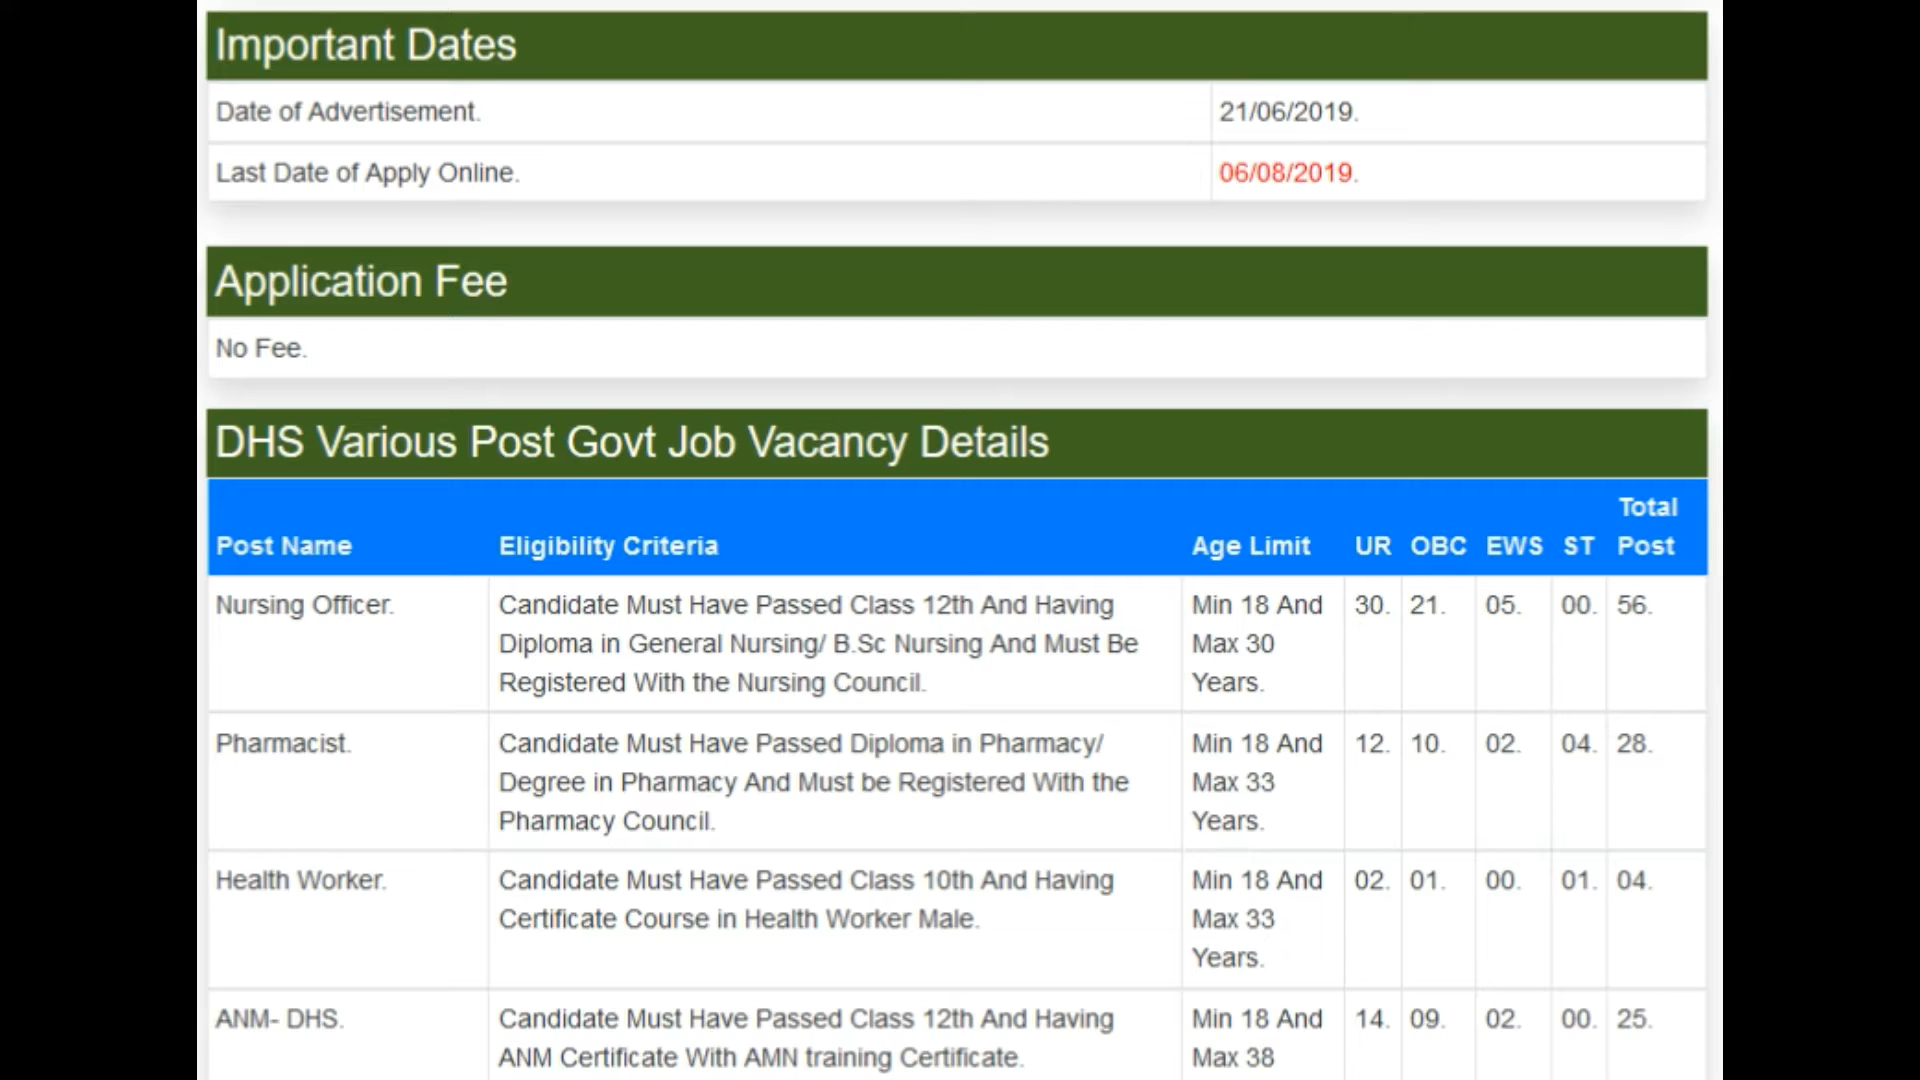 Important Dates
Date of Advertisement. 21/06/2019.
Last Date of Apply Online. 06/08/2019.
Application Fee
No Fee.
DHS Various Post Govt Job Vacancy Details
Post Name Eligibility Criteria Age Limit UR OBC EWS ST Total Post
Nursing Officer. Candidate Must Have Passed Class 12th And Having Min 18 And 30. 21. 05. 00. 56.
Diploma in General Nursing/ B.Sc Nursing And Must Be Max 30
Registered With the Nursing Council. Years.
Pharmacist. Candidate Must Have Passed Diploma in Pharmacy/ Min 18 And 12. 10. 02. 04. 28.
Degree in Pharmacy And Must be Registered With the Max 33
Pharmacy Council. Years.
Health Worker. Candidate Must Have Passed Class 10th And Having Min 18 And 02. 01. 00. 01. 04.
Certificate Course in Health Worker Male. Max 33
Years.
ANM- DHS. Candidate Must Have Passed Class 12th And Having Min 18 And 14. 09. 02. 00. 25.
ANM Certificate With AMN training Certificate. Max 38